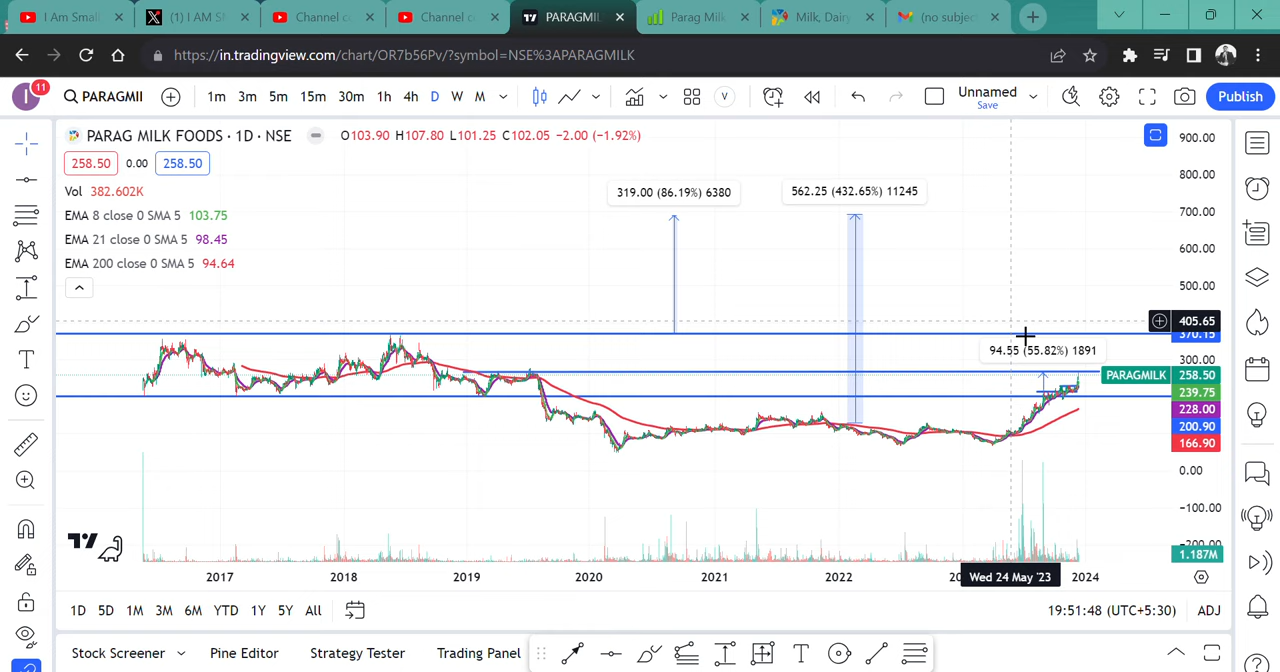 (1) I AM S
I am Small
Channel c
Channel c
PARAGMIL
Parag Milk
Milk, Dairy
(no subjec
https://in.tradingview.com/chart/OR7b56Pv/?symbol=NSE%3APARAGMILK
I 11 PARAGMII 1m 3m 5m 15m 30m 1h 4h D W M V Unnamed Save Publish
PARAG MILK FOODS · 1D · NSE O103.90 H107.80 L101.25 C102.05 −2.00 (−1.92%)
258.50 0.00 258.50
Vol 382.602K
EMA 8 close 0 SMA 5 103.75
EMA 21 close 0 SMA 5 98.45
EMA 200 close 0 SMA 5 94.64
319.00 (86.19%) 6380
562.25 (432.65%) 11245
94.55 (55.82%) 1891
900.00
800.00
700.00
600.00
500.00
405.65
370.15
300.00
PARAGMILK 258.50
239.75
228.00
200.90
166.90
0.00
−100.00
−200.00
1.187M
2017 2018 2019 2020 2021 2022 20 Wed 24 May '23 2024
1D 5D 1M 3M 6M YTD 1Y 5Y All 19:51:48 (UTC+5:30) ADJ
Stock Screener Pine Editor Strategy Tester Trading Panel